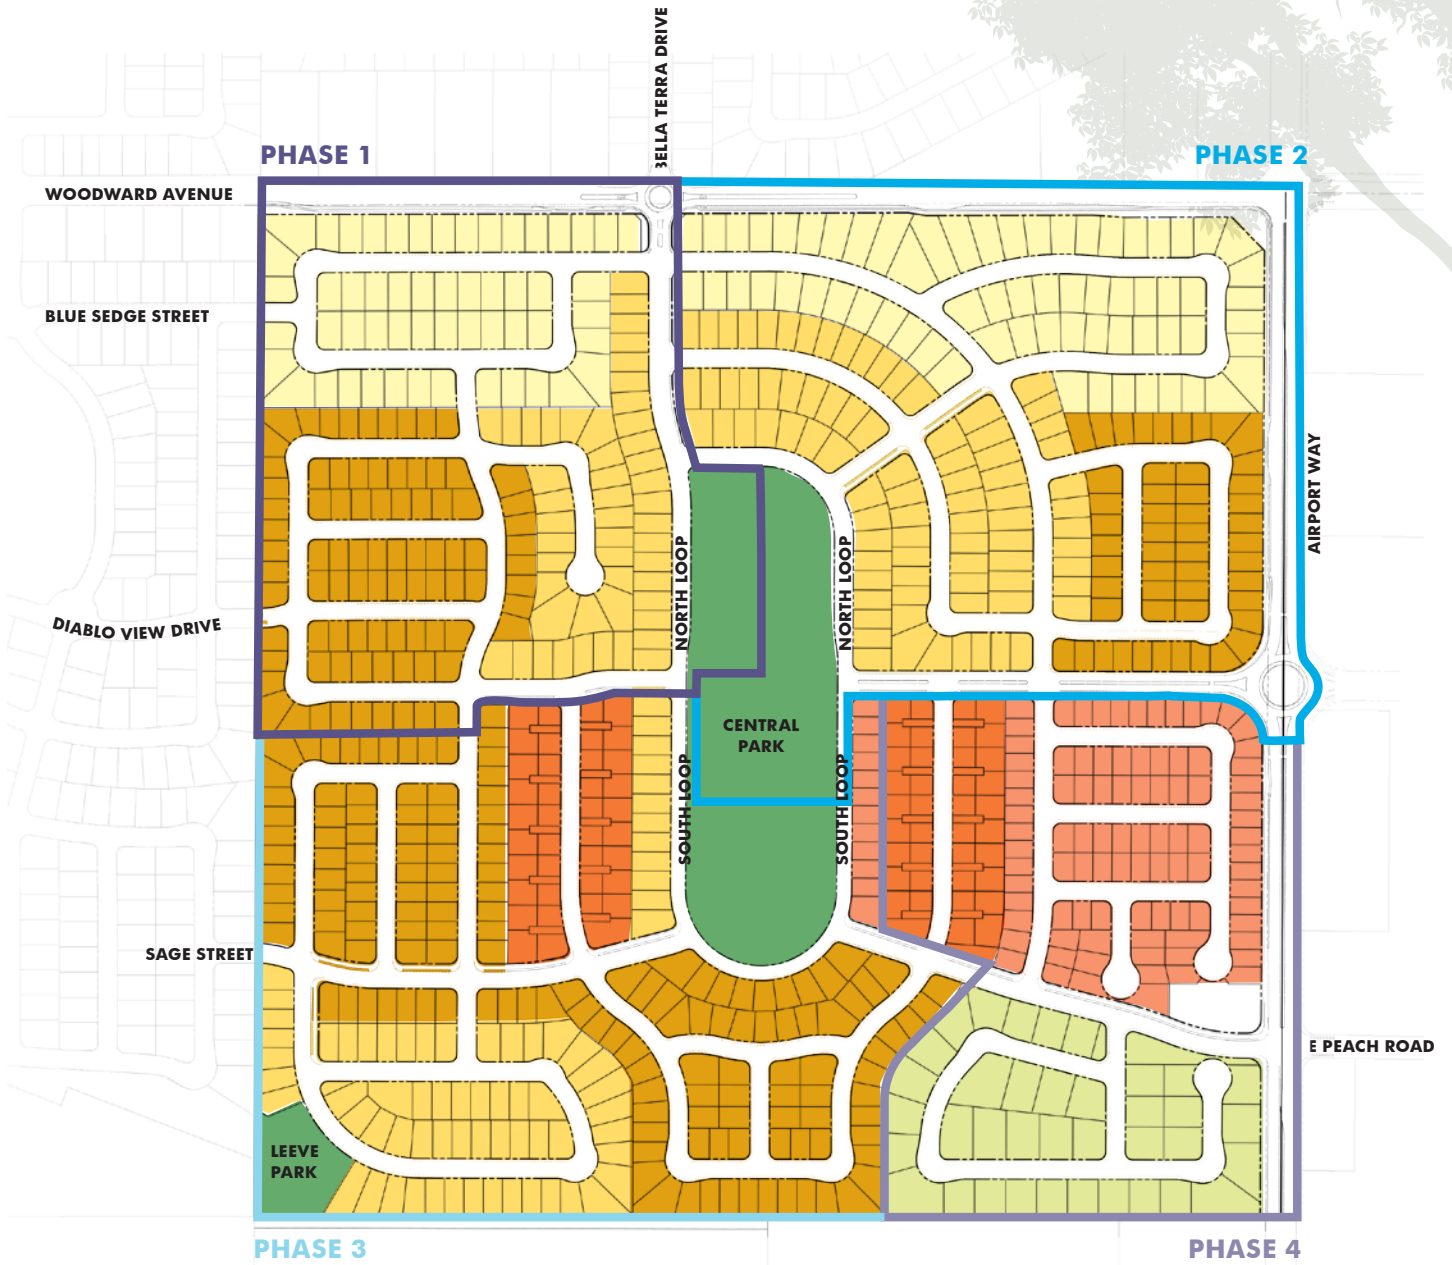 BELLA TERRA DRIVE
PHASE 1
PHASE 2
WOODWARD AVENUE
BLUE SEDGE STREET
AIRPORT WAY
NORTH LOOP
NORTH LOOP
DIABLO VIEW DRIVE
CENTRAL
PARK
SOUTH LOOP
SOUTH LOOP
SAGE STREET
E PEACH ROAD
LEEVE
PARK
PHASE 3
PHASE 4